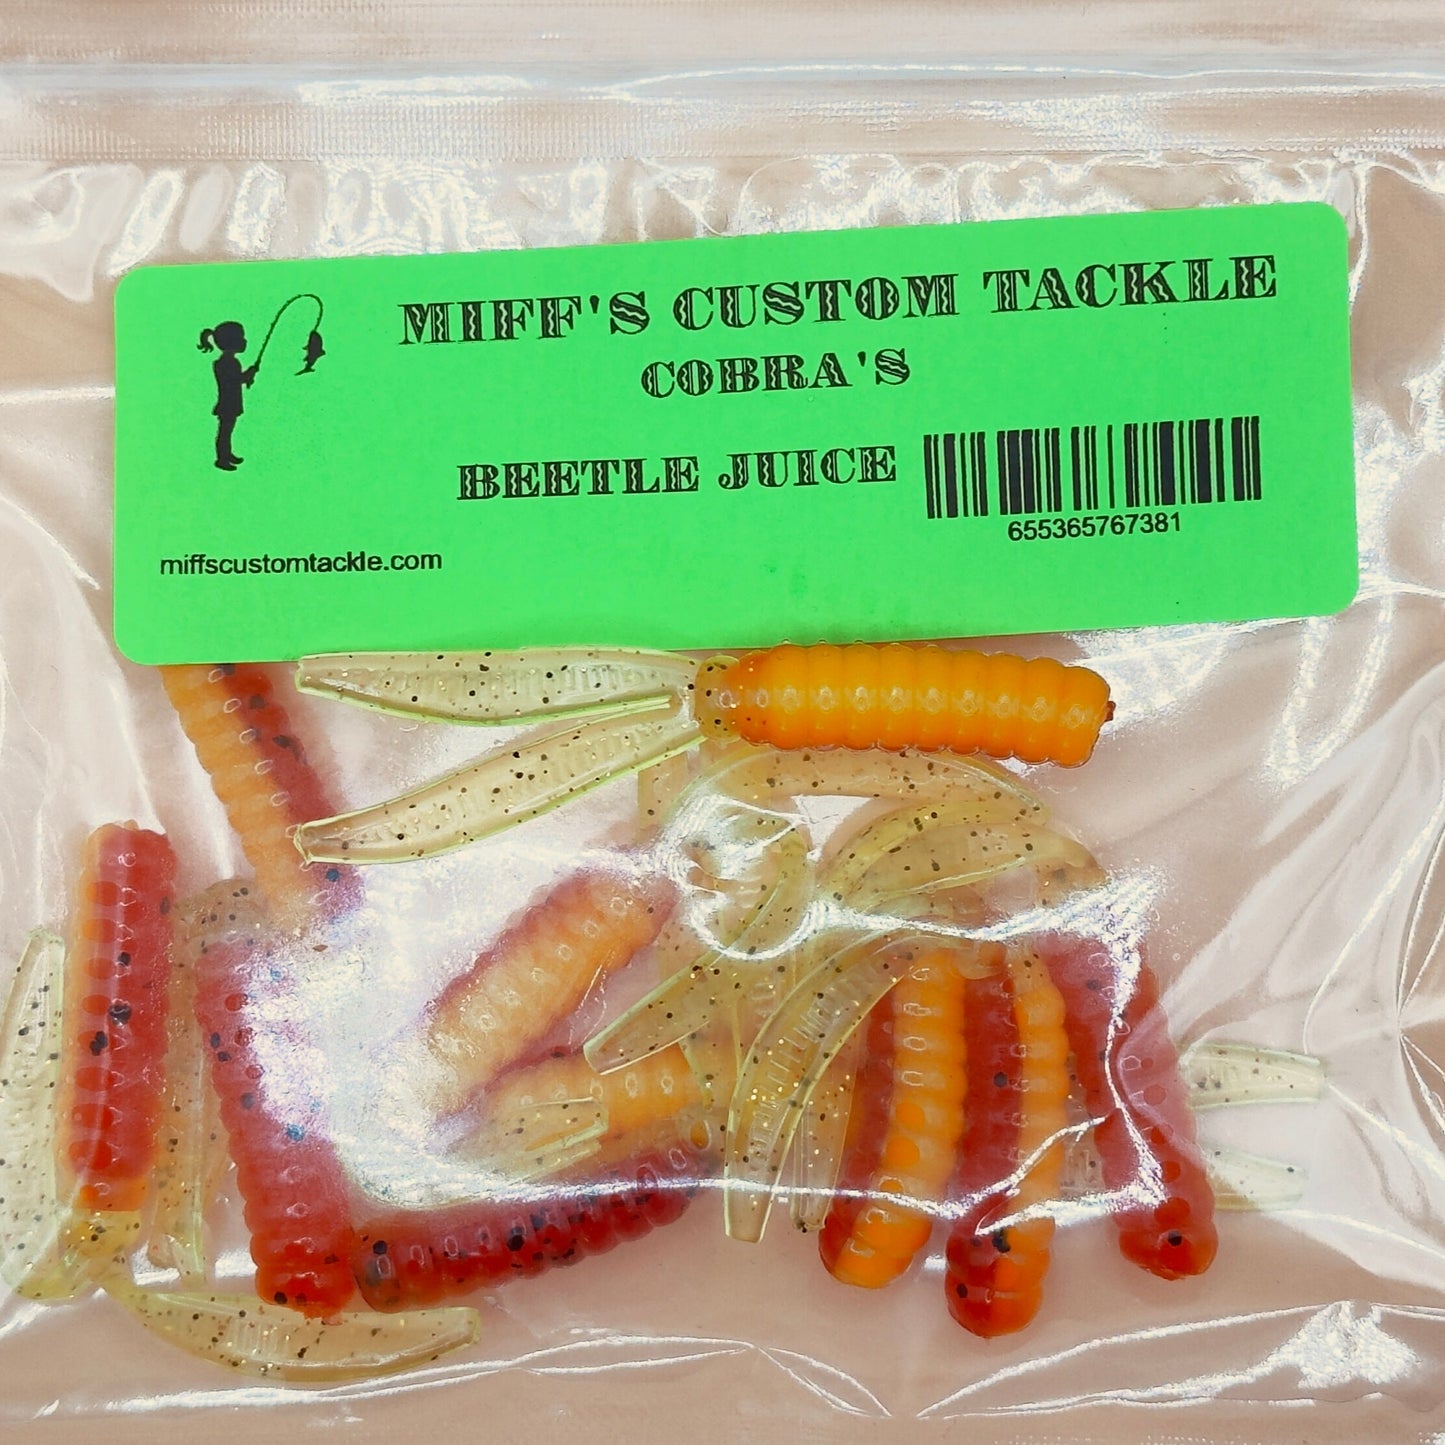 MIFF'S CUSTOM TACKLE
COBRA'S
BEETLE JUICE
655365767381
miffscustomtackle.com